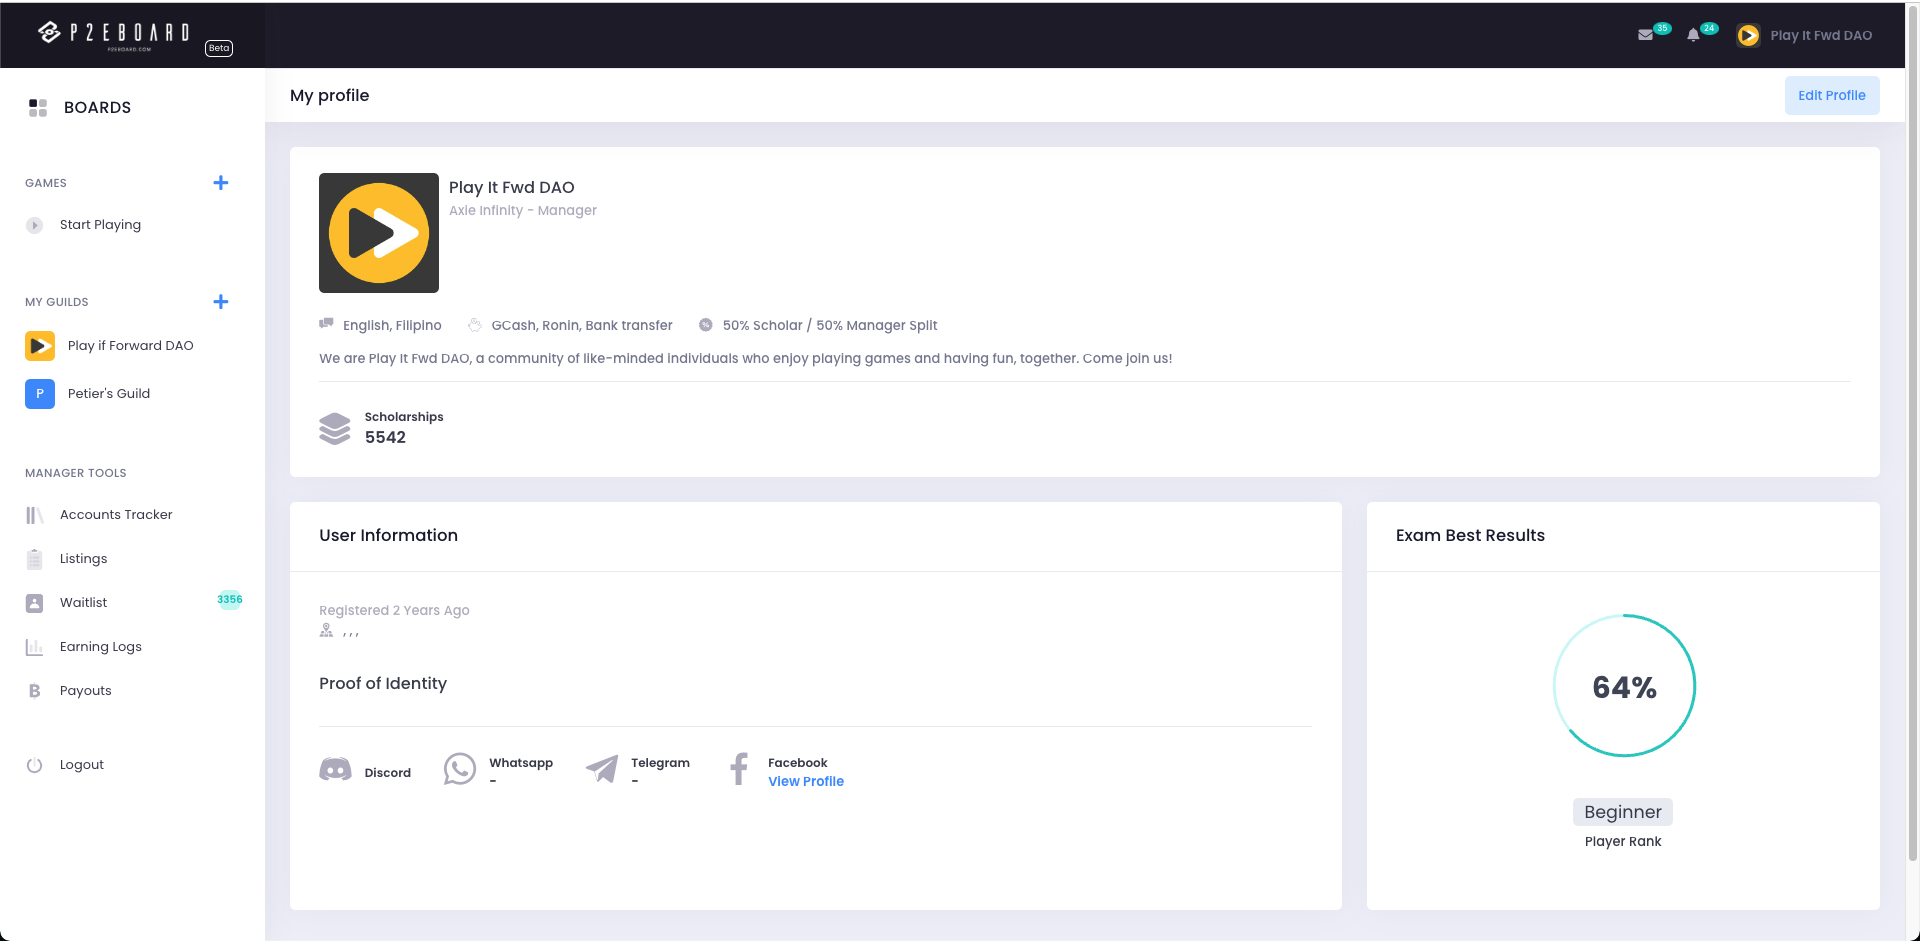 P2EBOARD
P2EBOARD.COM
Beta
35
24
Play It Fwd DAO
BOARDS
My profile
Edit Profile
GAMES
Start Playing
MY GUILDS
Play if Forward DAO
P
Petier's Guild
MANAGER TOOLS
Accounts Tracker
Listings
Waitlist
3356
Earning Logs
Payouts
Logout
Play It Fwd DAO
Axie Infinity - Manager
English, Filipino
GCash, Ronin, Bank transfer
50% Scholar / 50% Manager Split
We are Play It Fwd DAO, a community of like-minded individuals who enjoy playing games and having fun, together. Come join us!
Scholarships
5542
User Information
Registered 2 Years Ago
, , ,
Proof of Identity
Discord
Whatsapp
-
Telegram
-
Facebook
View Profile
Exam Best Results
64%
Beginner
Player Rank